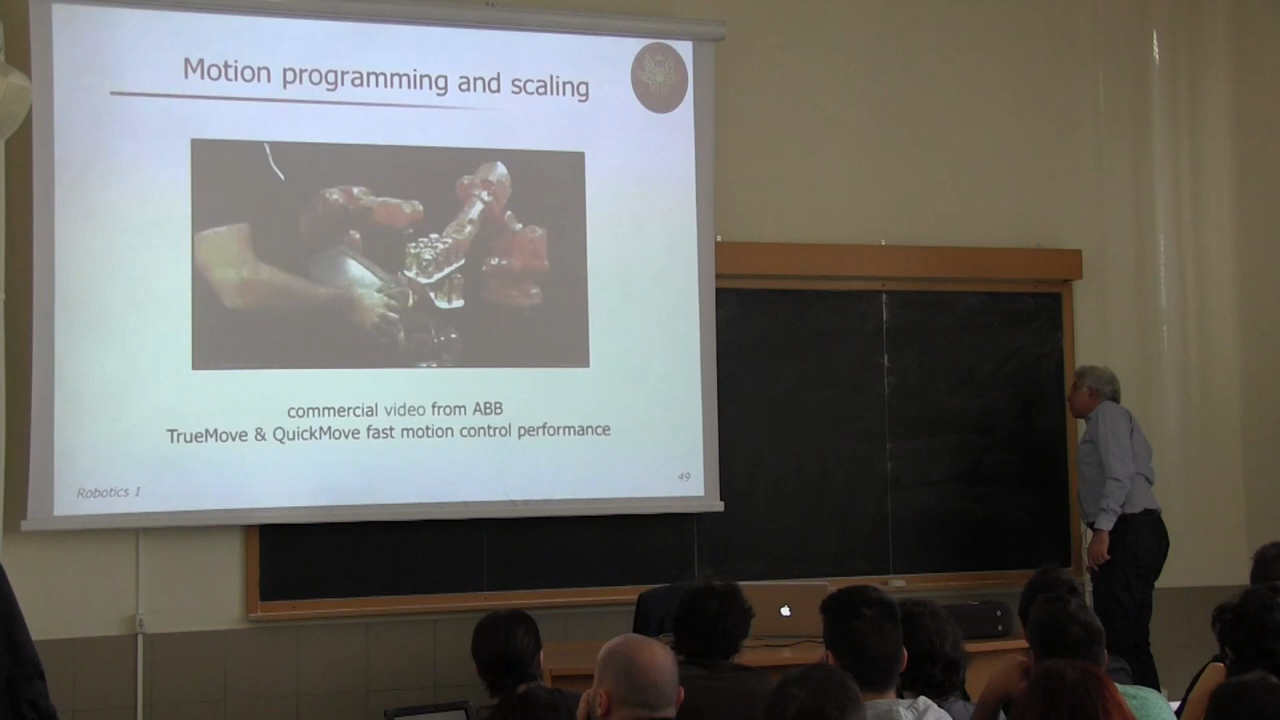 Motion programming and scaling
commercial video from ABB
TrueMove & QuickMove fast motion control performance
Robotics 1
49